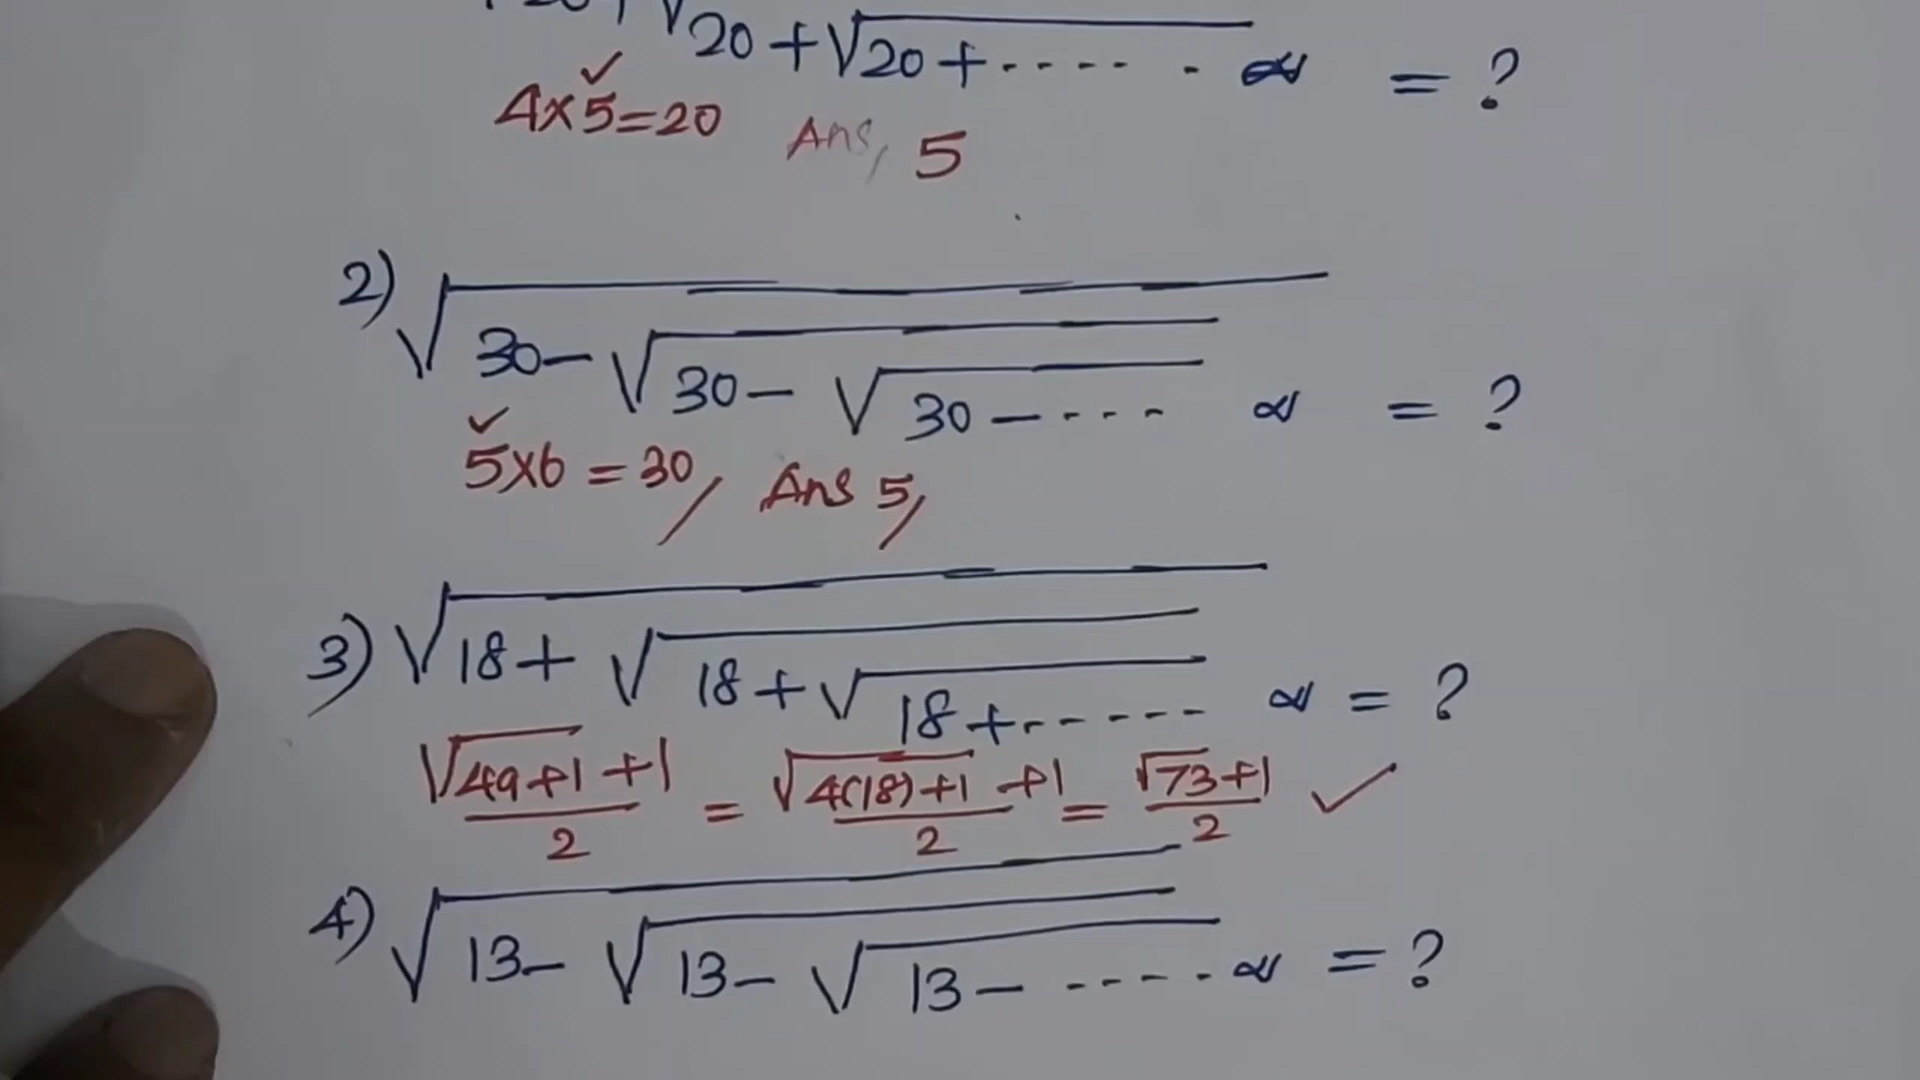 √20+√20+..... ∝ = ?
4×5=20 Ans, 5
2) √30-√30-√30-.... ∝ = ?
5×6=30/ Ans 5/
3) √18+√18+√18+...... ∝ = ?
√4a+1 +1/2 = √4(18)+1 +1/2 = √73+1/2 ✓
4) √13-√13-√13-..... ∝ = ?